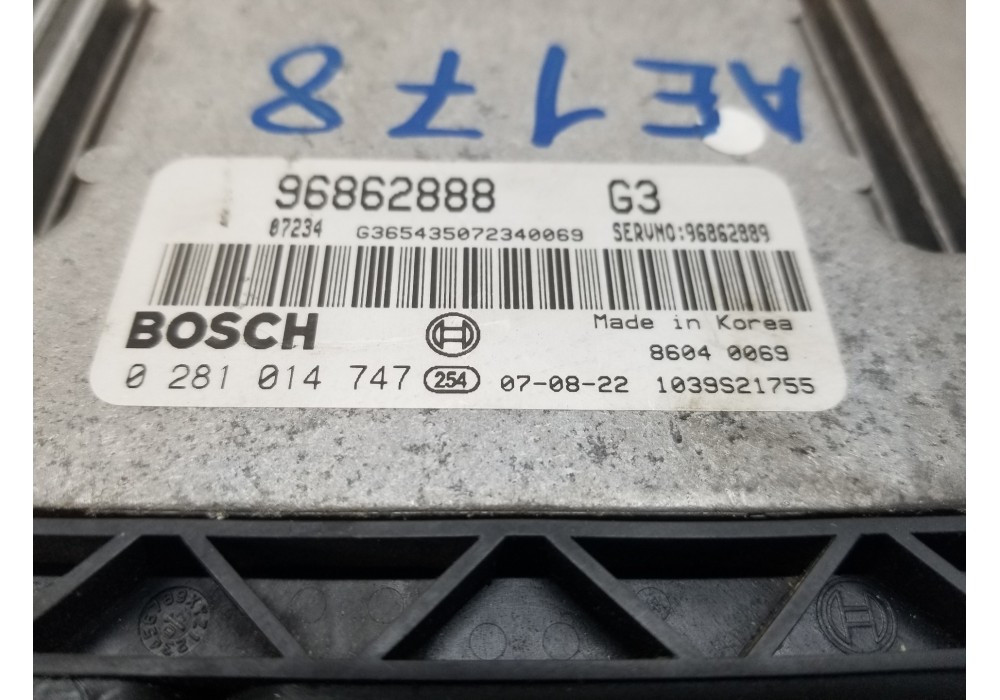 AE178
96862888 G3
07234 G365435072340069 SERVNO:96862889
BOSCH Made in Korea
8604 0069
0 281 014 747 254 07-08-22 1039S21755